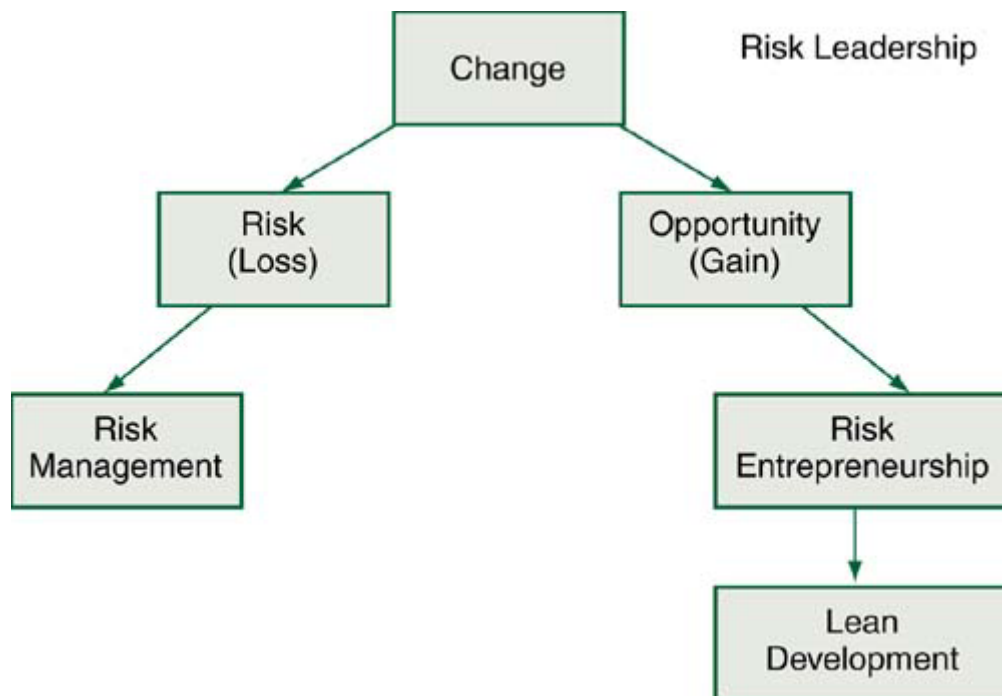 Risk Leadership
Change
Risk
(Loss)
Opportunity
(Gain)
Risk
Management
Risk
Entrepreneurship
Lean
Development